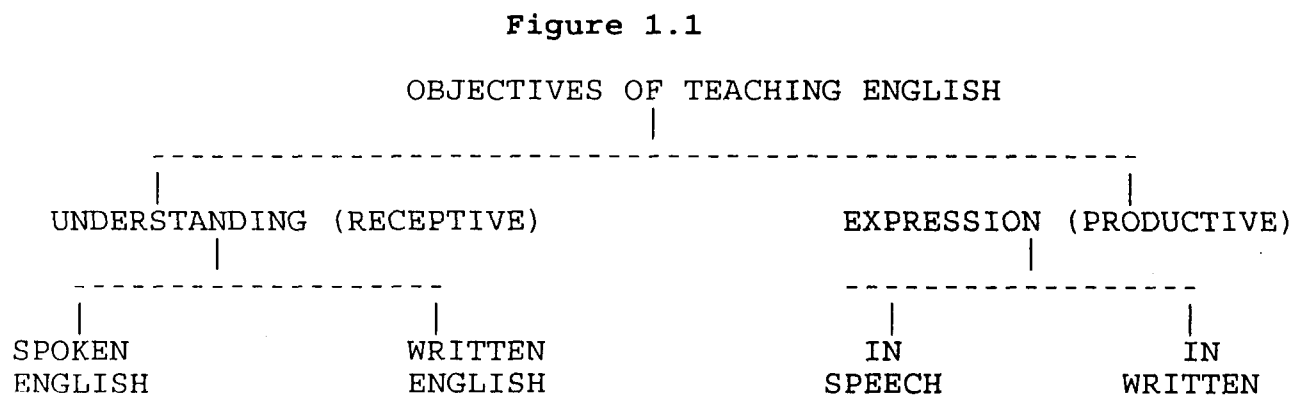 Figure 1.1
OBJECTIVES OF TEACHING ENGLISH
UNDERSTANDING (RECEPTIVE) EXPRESSION (PRODUCTIVE)
SPOKEN WRITTEN IN IN
ENGLISH ENGLISH SPEECH WRITTEN